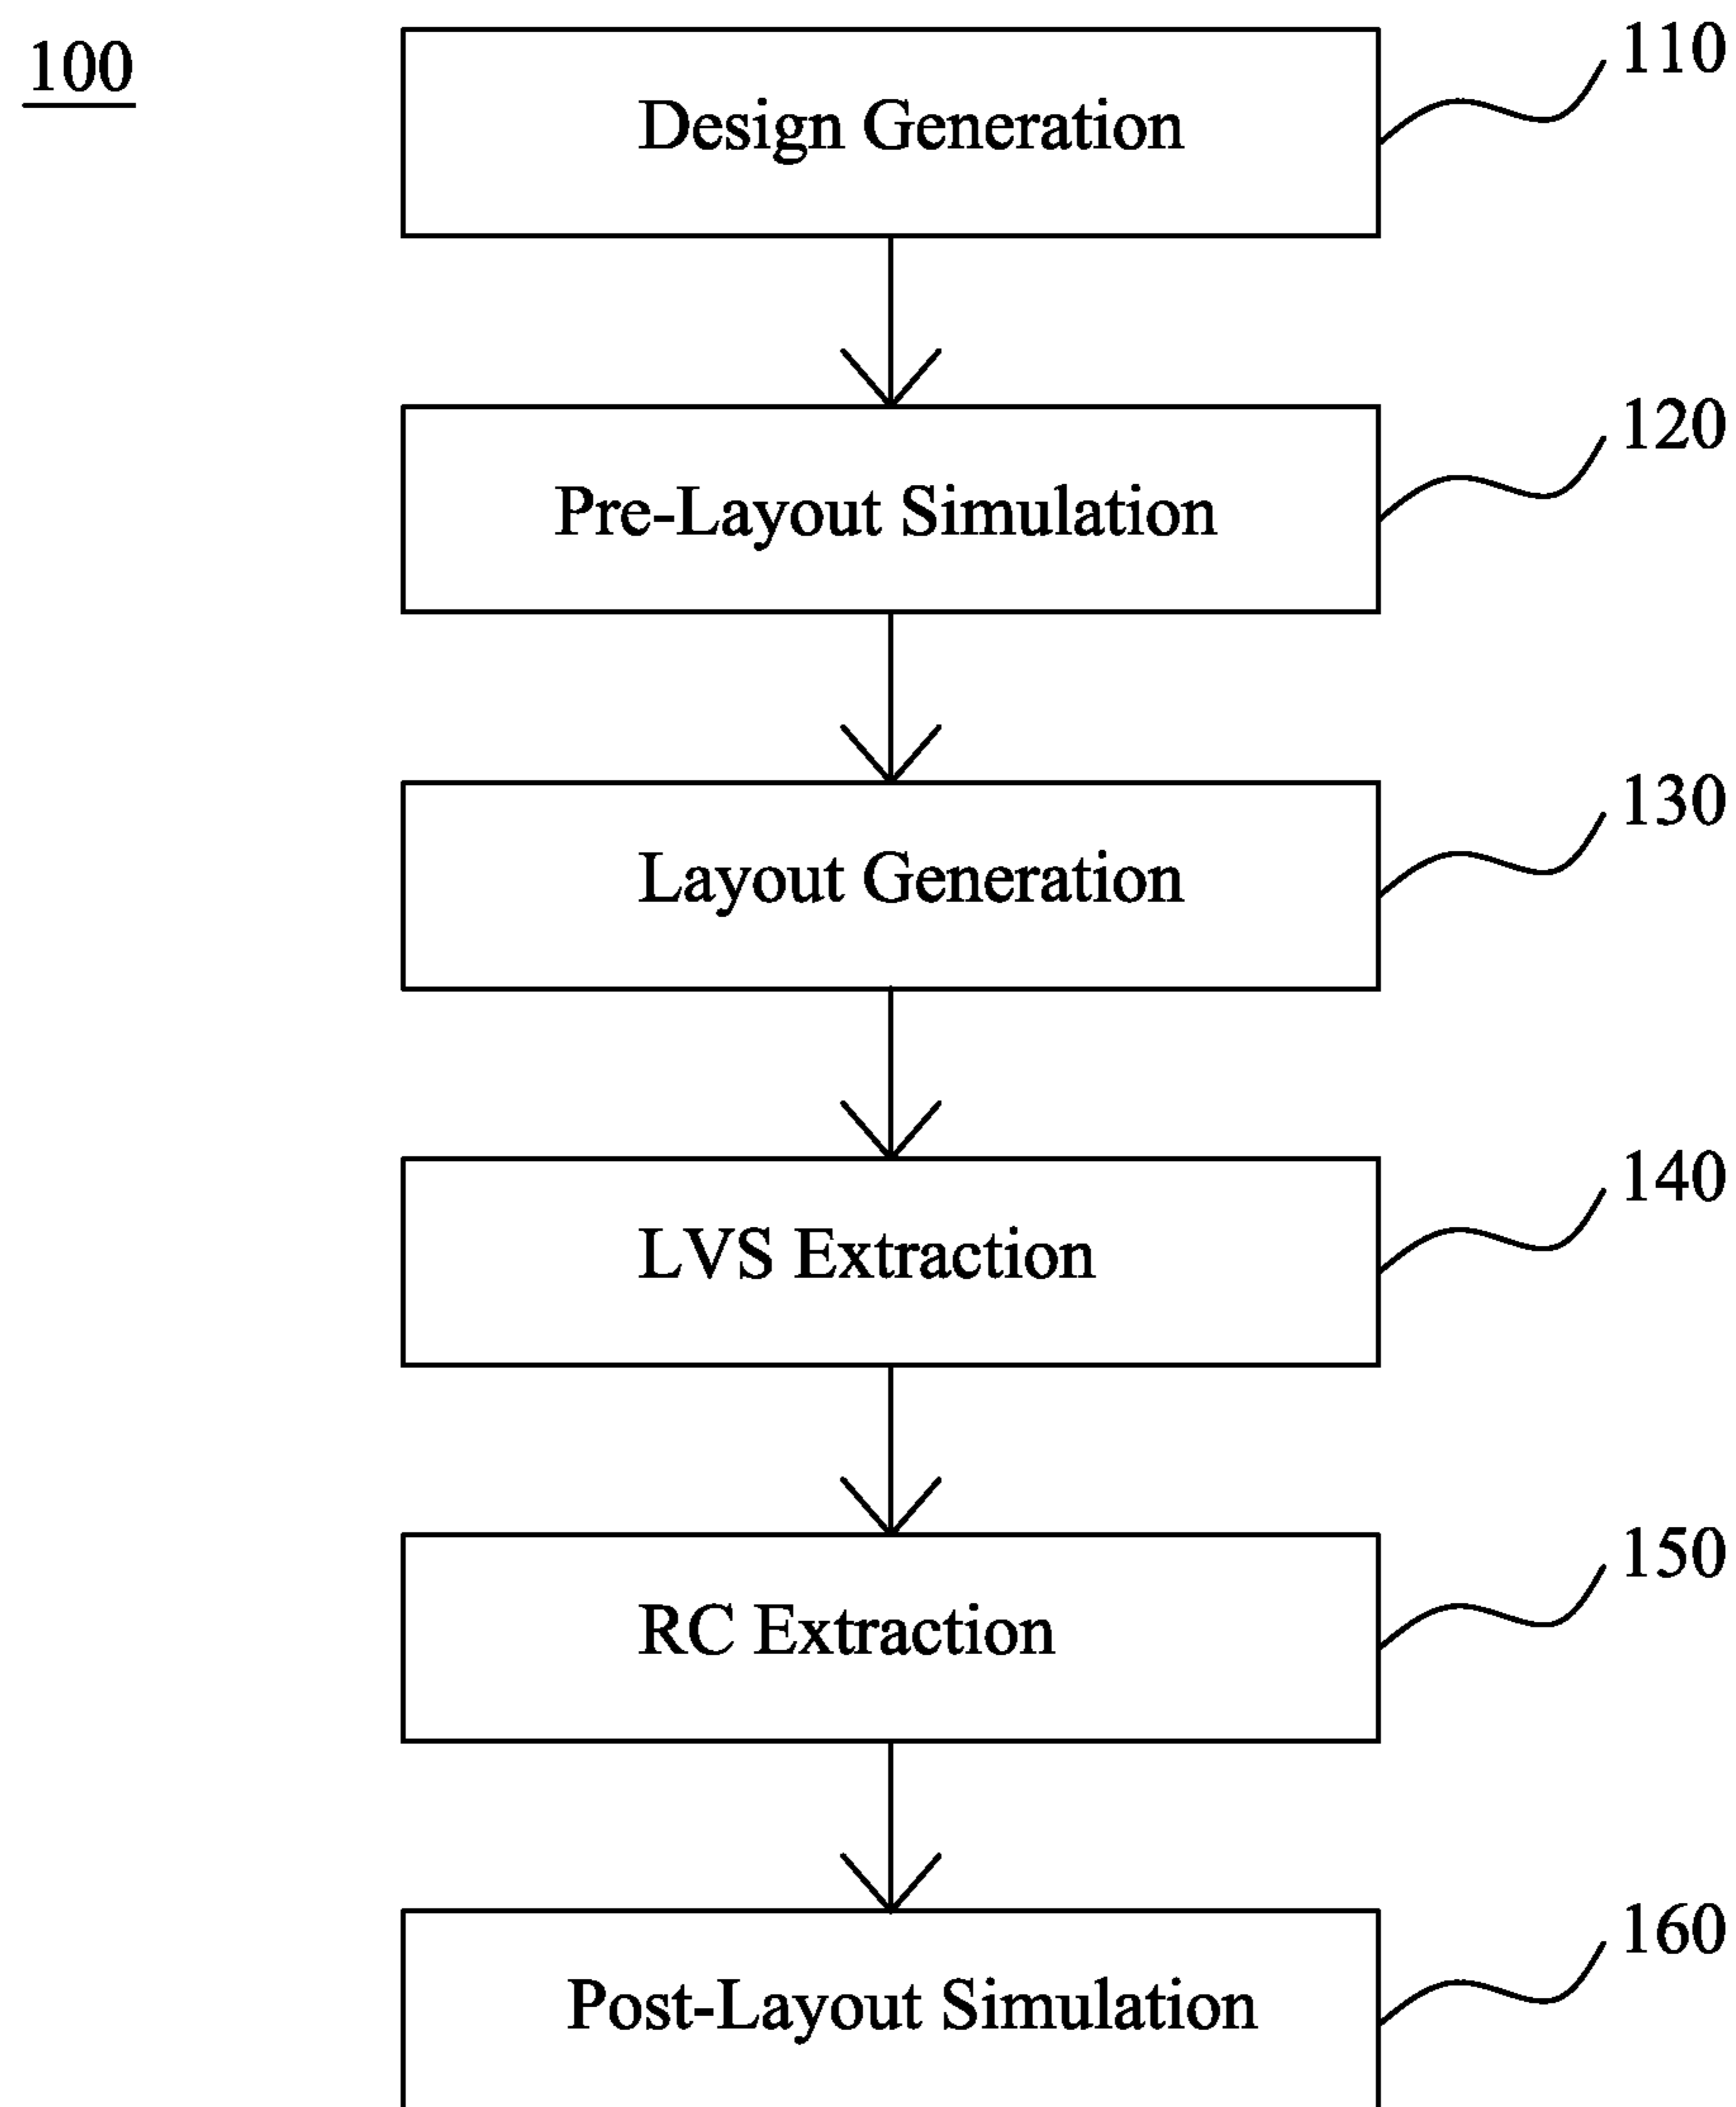 100
110
Design Generation
120
Pre-Layout Simulation
130
Layout Generation
140
LVS Extraction
150
RC Extraction
160
Post-Layout Simulation